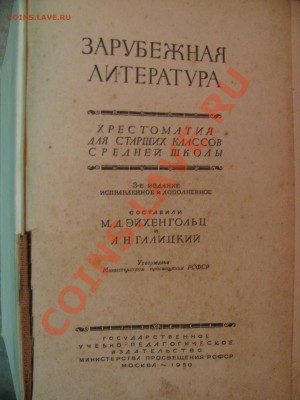 COINS.LAVE.RU
ЗАРУБЕЖНАЯ
ЛИТЕРАТУРА
ХРЕСТОМАТИЯ
ДЛЯ СТАРШИХ КЛАССОВ
СРЕДНЕЙ ШКОЛЫ
3-е ИЗДАНИЕ
ИСПРАВЛЕННОЕ И ДОПОЛНЕННОЕ
СОСТАВИЛИ
М. Д. ЭЙХЕНГОЛЬЦ
И
Л. Н. ГАЛИЦКИЙ
Утверждено
Министерством просвещения РСФСР
ГОСУДАРСТВЕННОЕ
УЧЕБНО-ПЕДАГОГИЧЕСКОЕ
ИЗДАТЕЛЬСТВО
МИНИСТЕРСТВА ПРОСВЕЩЕНИЯ РСФСР
МОСКВА — 1950
COINS.LAVE.RU